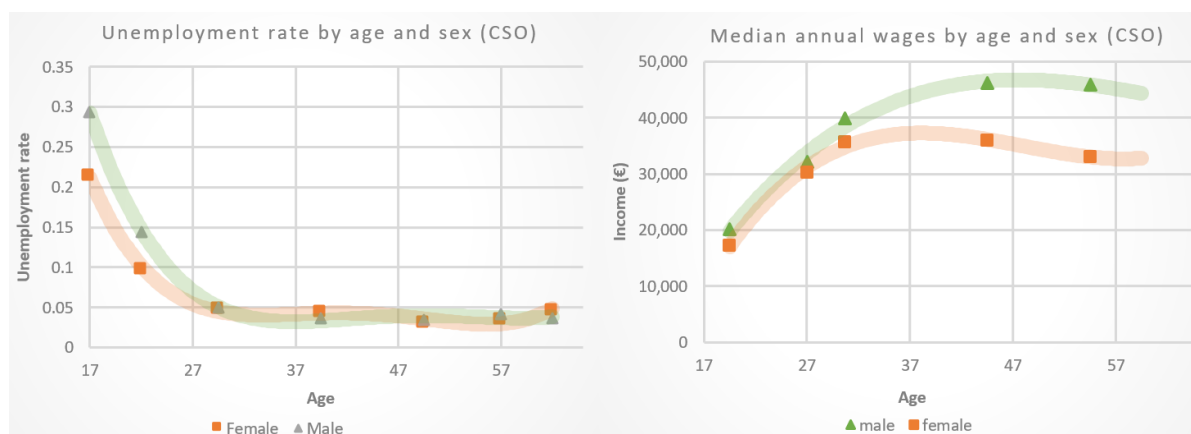 Unemployment rate by age and sex (CSO)
0.35
0.3
0.25
0.2
0.15
0.1
0.05
0
Unemployment rate
17 27 37 47 57
Age
Female Male
Median annual wages by age and sex (CSO)
50,000
40,000
30,000
20,000
10,000
0
Income (€)
17 27 37 47 57
Age
male female